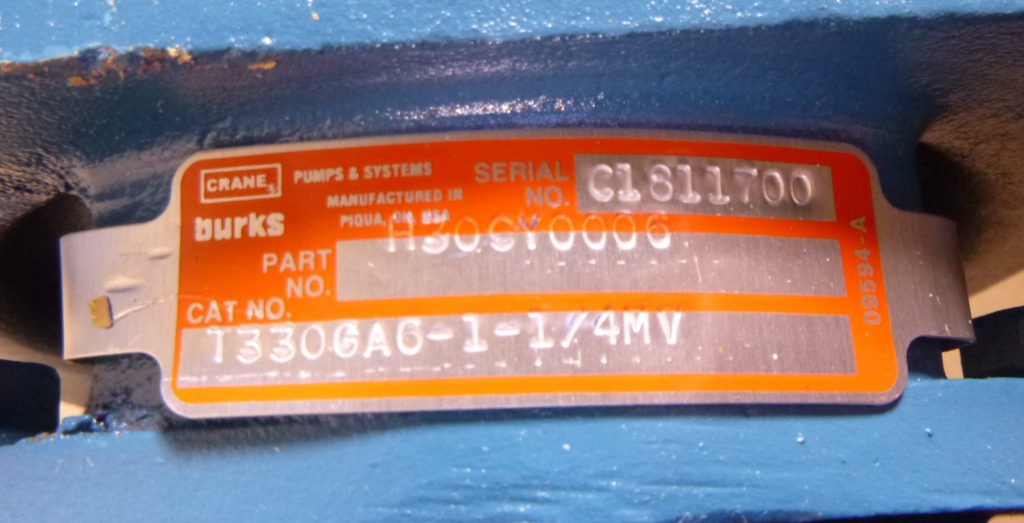 CRANE PUMPS & SYSTEMS
burks
MANUFACTURED IN
PIQUA, OH. USA
SERIAL NO. C1811700
PART NO. H30GY0006
CAT NO.
T330GA6-1-1/4MV
09594-A